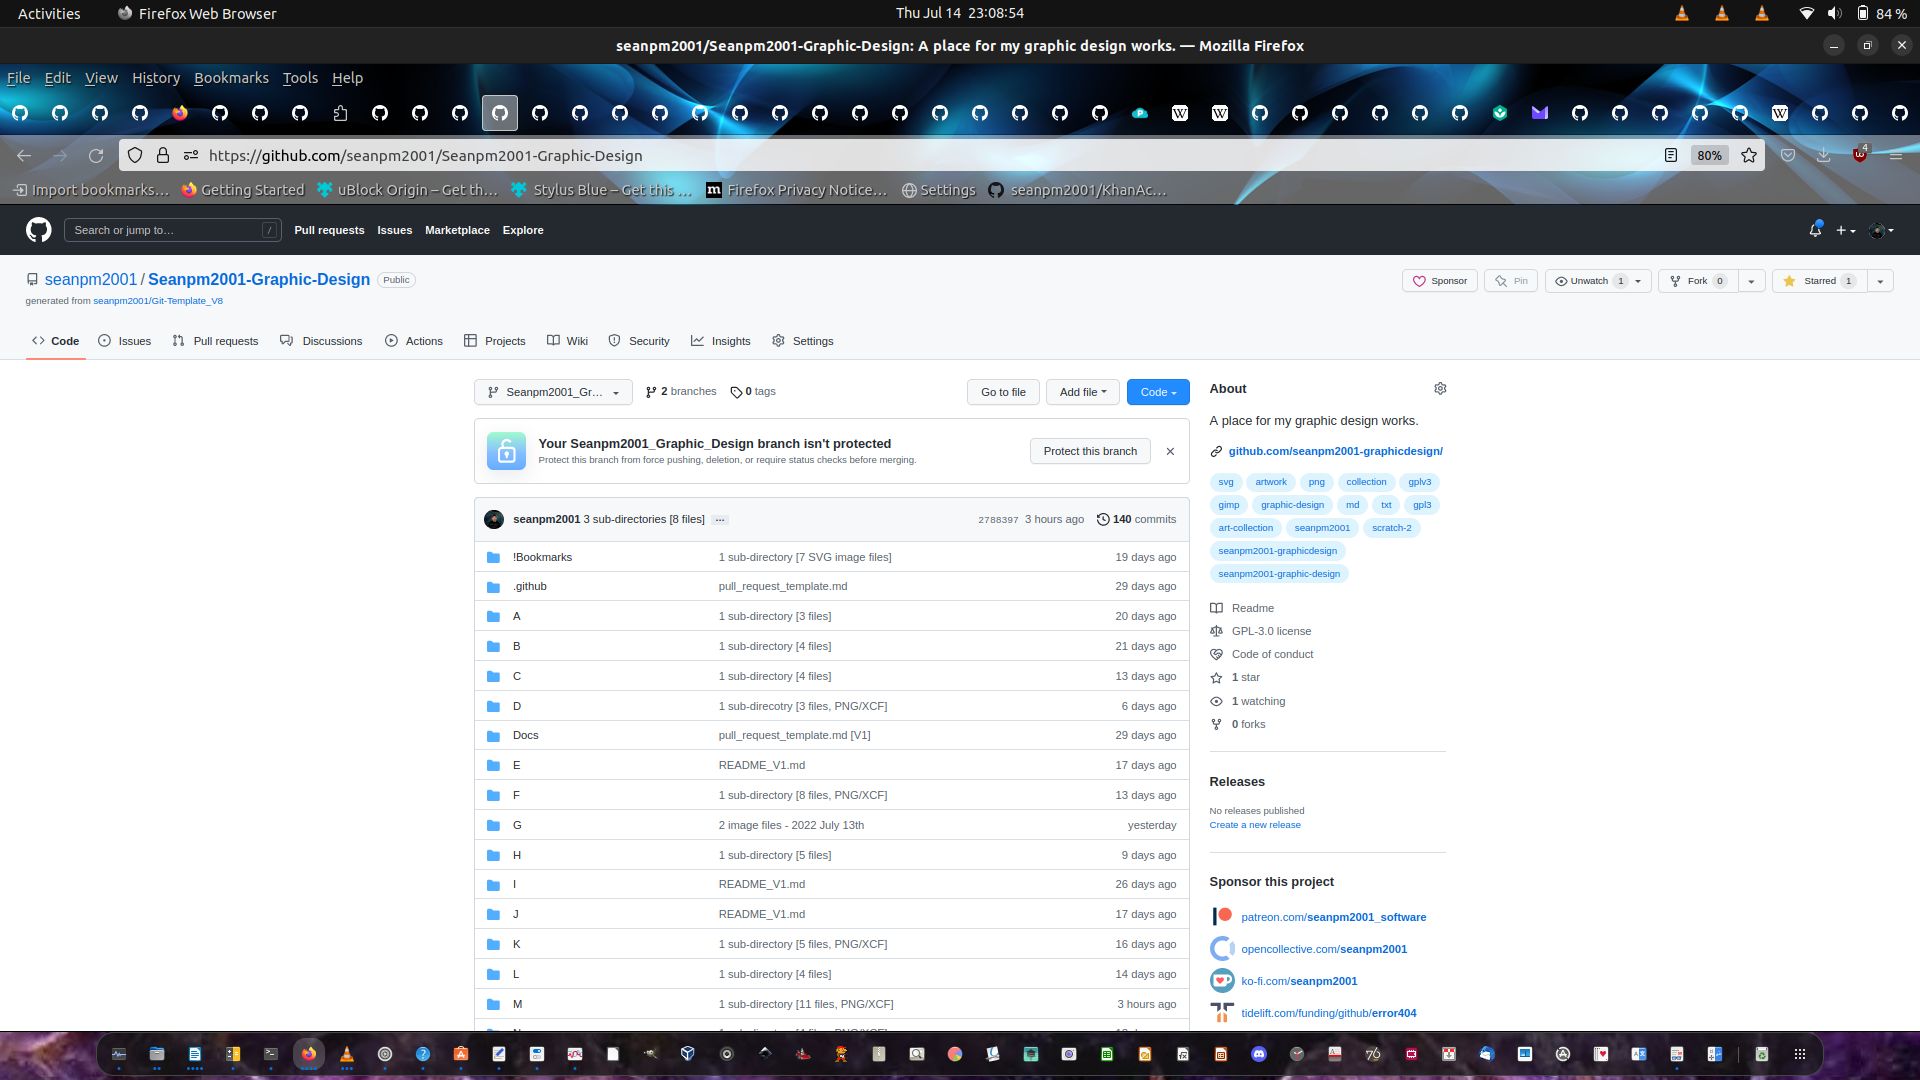 Activities
Firefox Web Browser
Thu Jul 14 23:08:54
84 %
seanpm2001/Seanpm2001-Graphic-Design: A place for my graphic design works. — Mozilla Firefox
File Edit View History Bookmarks Tools Help
https://github.com/seanpm2001/Seanpm2001-Graphic-Design
80%
4
Import bookmarks…
Getting Started
uBlock Origin – Get th…
Stylus Blue – Get this …
Firefox Privacy Notice…
Settings
seanpm2001/KhanAc…
Search or jump to…
/
Pull requests Issues Marketplace Explore
seanpm2001 / Seanpm2001-Graphic-Design Public
generated from seanpm2001/Git-Template_V8
Sponsor
Pin
Unwatch 1
Fork 0
Starred 1
Code
Issues
Pull requests
Discussions
Actions
Projects
Wiki
Security
Insights
Settings
Seanpm2001_Gr…
2 branches
0 tags
Go to file
Add file
Code
Your Seanpm2001_Graphic_Design branch isn't protected
Protect this branch from force pushing, deletion, or require status checks before merging.
Protect this branch
seanpm2001 3 sub-directories [8 files] …
2788397 3 hours ago
140 commits
!Bookmarks 1 sub-directory [7 SVG image files] 19 days ago
.github pull_request_template.md 29 days ago
A 1 sub-directory [3 files] 20 days ago
B 1 sub-directory [4 files] 21 days ago
C 1 sub-directory [4 files] 13 days ago
D 1 sub-direcotry [3 files, PNG/XCF] 6 days ago
Docs pull_request_template.md [V1] 29 days ago
E README_V1.md 17 days ago
F 1 sub-directory [8 files, PNG/XCF] 13 days ago
G 2 image files - 2022 July 13th yesterday
H 1 sub-directory [5 files] 9 days ago
I README_V1.md 26 days ago
J README_V1.md 17 days ago
K 1 sub-directory [5 files, PNG/XCF] 16 days ago
L 1 sub-directory [4 files] 14 days ago
M 1 sub-directory [11 files, PNG/XCF] 3 hours ago
About
A place for my graphic design works.
github.com/seanpm2001-graphicdesign/
svg artwork png collection gplv3
gimp graphic-design md txt gpl3
art-collection seanpm2001 scratch-2
seanpm2001-graphicdesign
seanpm2001-graphic-design
Readme
GPL-3.0 license
Code of conduct
1 star
1 watching
0 forks
Releases
No releases published
Create a new release
Sponsor this project
patreon.com/seanpm2001_software
opencollective.com/seanpm2001
ko-fi.com/seanpm2001
tidelift.com/funding/github/error404